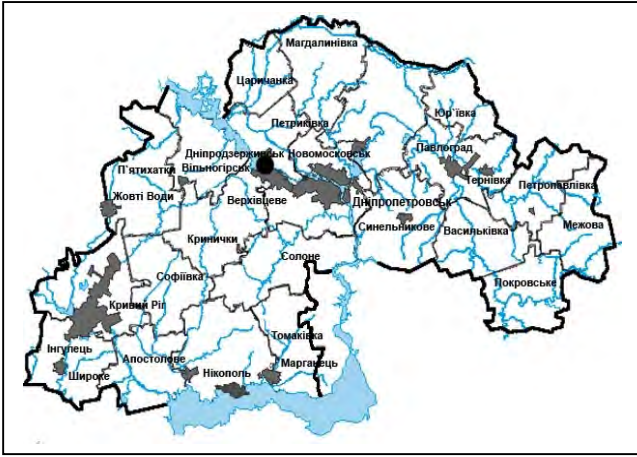 Магдалинівка
Царичанка
Юр`ївка
Петриківка
Павлоград
Дніпродзержинськ Новомосковськ
П`ятихатки Вільногірськ
Тернівка Петропавлівка
Жовті Води
Верхівцеве
Дніпропетровськ
Синельникове
Васильківка
Межова
Кринички
Солоне
Софіївка
Покровське
Кривий Ріг
Томаківка
Інгулець
Апостолове
Марганець
Широке
Нікополь